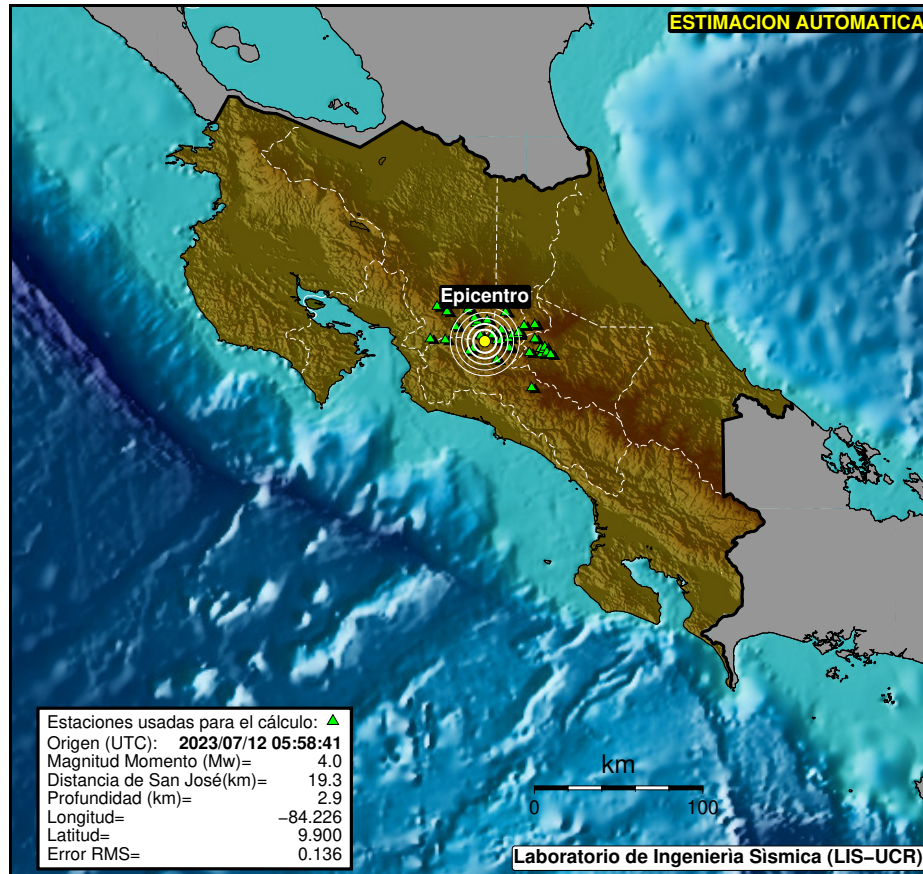 ESTIMACION AUTOMATICA
Epicentro
Estaciones usadas para el cálculo:
Origen (UTC): 2023/07/12 05:58:41
Magnitud Momento (Mw)= 4.0
Distancia de San José(km)= 19.3
Profundidad (km)= 2.9
Longitud= −84.226
Latitud= 9.900
Error RMS= 0.136
km
0 100
Laboratorio de Ingenierìa Sìsmica (LIS−UCR)